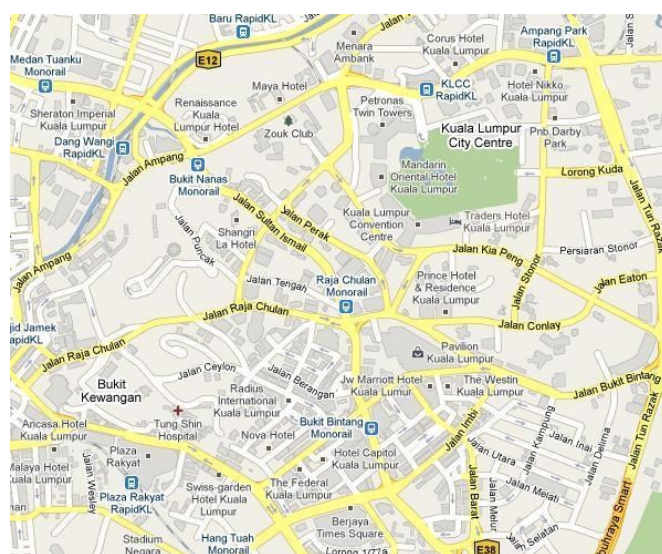 Baru RapidKL
Corus Hotel
Kuala Lumpur
Ampang Park
RapidKL
Menara
Ambank
E12
Medan Tuanku
Monorail
Maya Hotel
KLCC
RapidKL
Hotel Nikko
Kuala Lumpur
Renaissance
Kuala
Lumpur Hotel
Petronas
Twin Towers
Sheraton Imperial
Kuala Lumpur
Zouk Club
Kuala Lumpur
City Centre
Pnb Darby
Park
Dang Wangi
RapidKL
Jalan Ampang
Bukit Nanas
Monorail
Mandarin
Oriental Hotel
Kuala Lumpur
Lorong Kuda
Jalan Tun Razak
Jalan Puncak
Shangri
La Hotel
Jalan Sultan Ismail
Jalan Perak
Kuala Lumpur
Convention
Centre
Traders Hotel
Kuala Lumpur
Jalan Kia Peng
Persiaran Stonor
Jalan Stonor
Jalan Ampang
Jalan Tengah
Raja Chulan
Monorail
Prince Hotel
& Residence
Kuala Lumpur
Jalan Eaton
Jalan Raja Chulan
Jalan Conlay
jid Jamek
RapidKL
Jalan Raja Chulan
Pavilion
Kuala Lumpur
Bukit
Kewangan
Jalan Ceylon
Jalan Berangan
Radius
International
Kuala Lumpur
Jw Marriott Hotel
Kuala Lumur
The Westin
Kuala Lumpur
Jalan Bukit Bintang
Jalan Tun Razak
Ancasa Hotel
Kuala Lumpur
Tung Shin
Hospital
Nova Hotel
Bukit Bintang
Monorail
Jalan Imbi
Jalan Kampung
Jalan Inai
Jalan Delima
Jalan Utara
Hotel Capitol
Kuala Lumpur
Plaza
Rakyat
Malaya Hotel
Kuala Lumpur
Jalan Wesley
Plaza Rakyat
RapidKL
Swiss-garden
Hotel Kuala
Lumpur
The Federal
Kuala Lumpur
Jalan Barat
Jalan Melur
Jalan Melati
Jalan Selatan
uhraya Smart
Berjaya
Times Square
Stadium
Negara
Hang Tuah
Monorail
Lorong 1/77a
E38